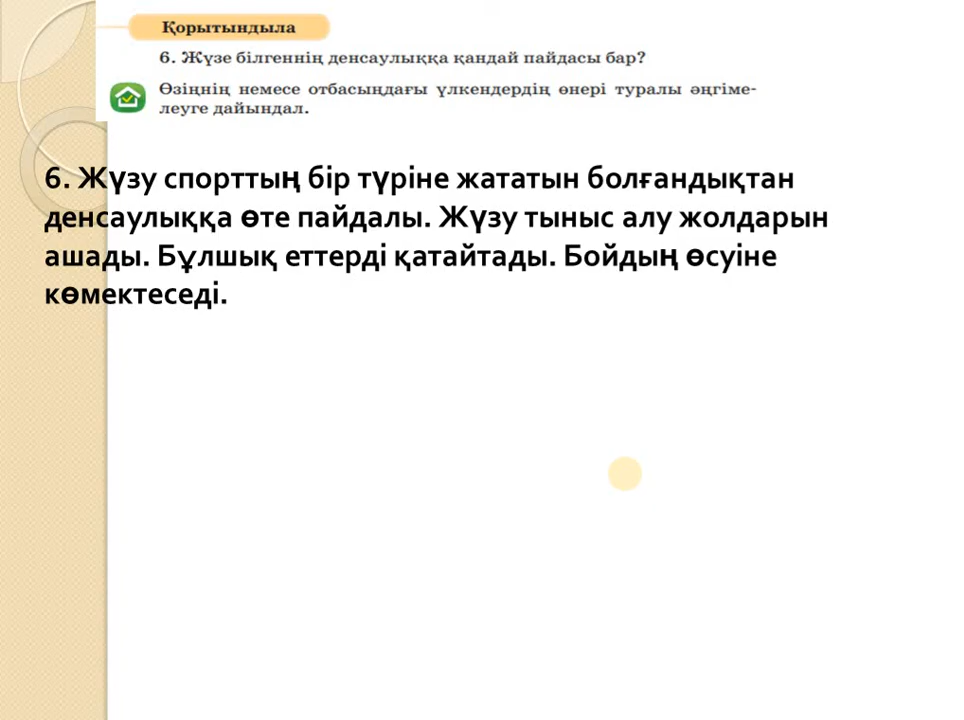 Қорытындыла
6. Жүзе білгеннің денсаулыққа қандай пайдасы бар?
Өзіңнің немесе отбасыңдағы үлкендердің өнері туралы әңгіме-
леуге дайындал.
6. Жүзу спорттың бір түріне жататын болғандықтан
денсаулыққа өте пайдалы. Жүзу тыныс алу жолдарын
ашады. Бұлшық еттерді қатайтады. Бойдың өсуіне
көмектеседі.